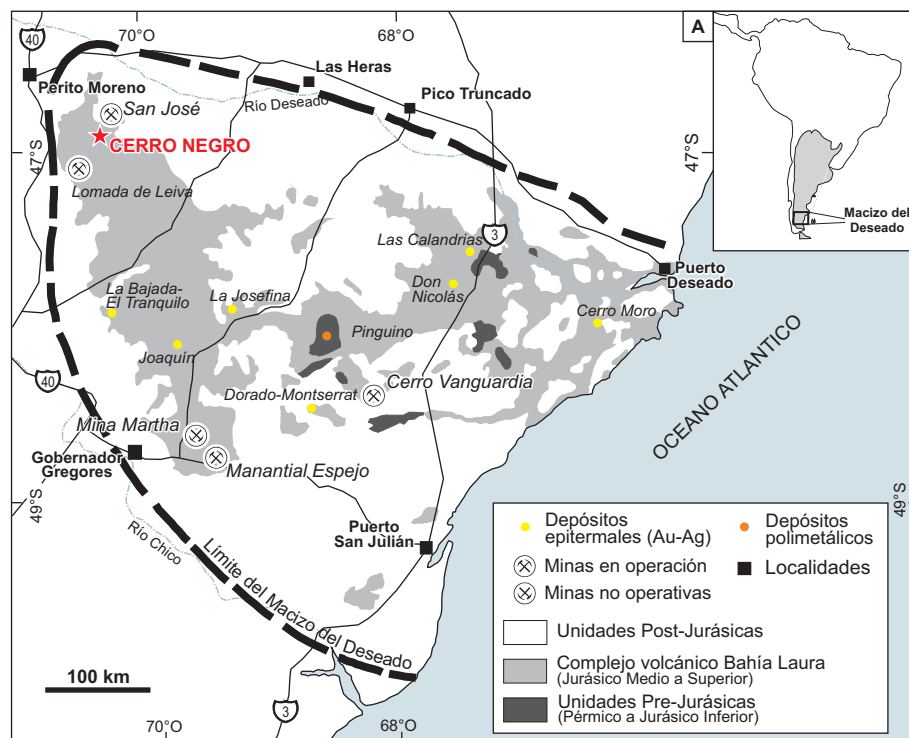 70°O
68°O
A
40
Las Heras
Perito Moreno
San José
Río Deseado
Pico Truncado
CERRO NEGRO
47°S
47°S
Lomada de Leiva
Macizo del
Deseado
3
Las Calandrias
Puerto
Deseado
La Bajada-
El Tranquilo
La Josefina
Don
Nicolás
Cerro Moro
Pinguino
Joaquín
40
Cerro Vanguardia
Dorado-Montserrat
OCEANO ATLANTICO
Mina Martha
Gobernador
Gregores
Manantial Espejo
49°S
49°S
Río Chico
Puerto
San Júlián
Límite del Macizo del Deseado
100 km
3
70°O
68°O
Depósitos
epitermales (Au-Ag)
Depósitos
polimetálicos
Minas en operación
Localidades
Minas no operativas
Unidades Post-Jurásicas
Complejo volcánico Bahía Laura
(Jurásico Medio a Superior)
Unidades Pre-Jurásicas
(Pérmico a Jurásico Inferior)